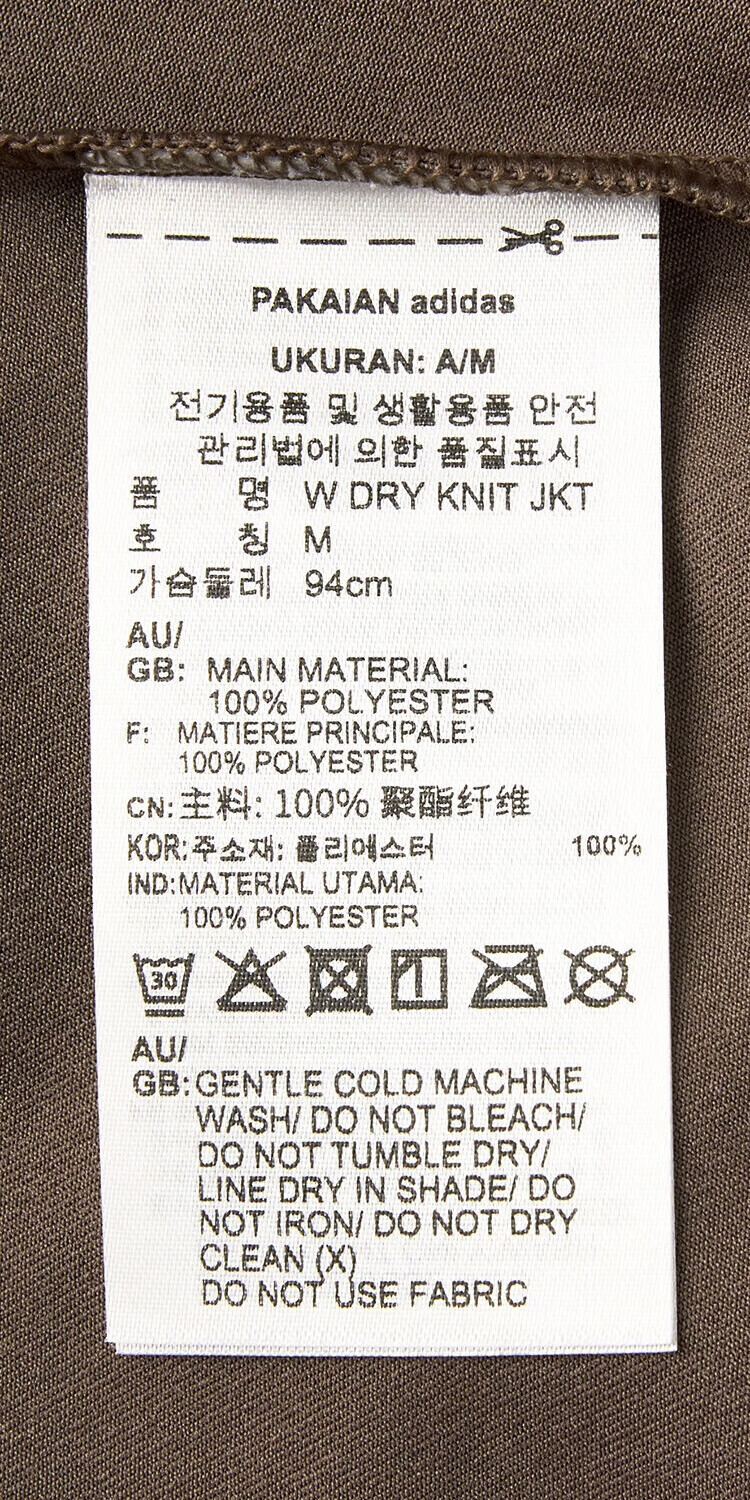 PAKAIAN adidas
UKURAN: A/M
전기용품 및 생활용품 안전
관리법에 의한 품질표시
품 명 W DRY KNIT JKT
호 칭 M
가슴둘레 94cm
AU/
GB: MAIN MATERIAL:
100% POLYESTER
F: MATIERE PRINCIPALE:
100% POLYESTER
CN: 主料: 100% 聚酯纤维
KOR: 주소재: 폴리에스터 100%
IND: MATERIAL UTAMA:
100% POLYESTER
30
AU/
GB: GENTLE COLD MACHINE
WASH/ DO NOT BLEACH/
DO NOT TUMBLE DRY/
LINE DRY IN SHADE/ DO
NOT IRON/ DO NOT DRY
CLEAN (X)
DO NOT USE FABRIC